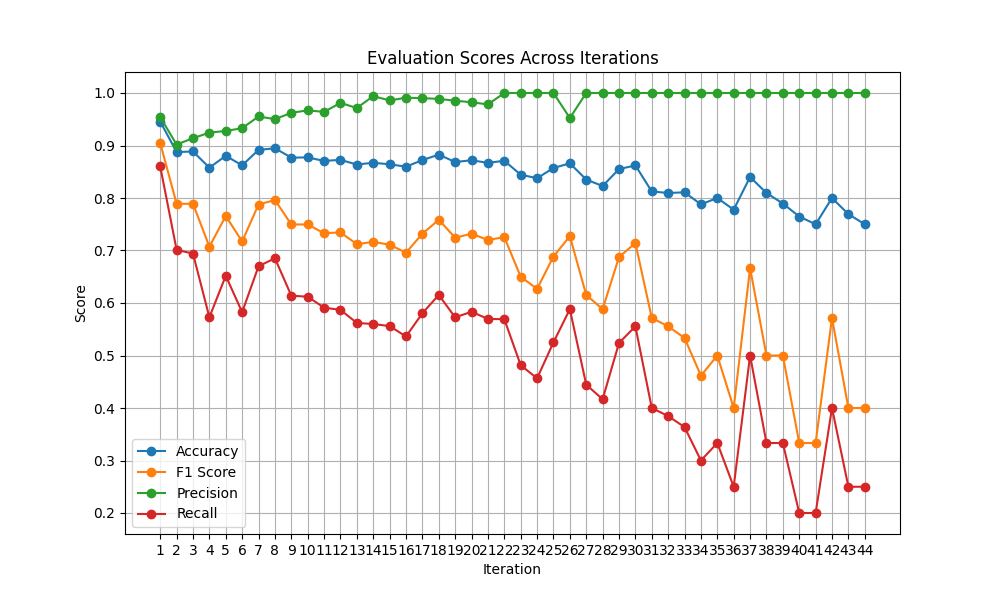 Evaluation Scores Across Iterations
Score
1.0
0.9
0.8
0.7
0.6
0.5
0.4
0.3
0.2
Accuracy
F1 Score
Precision
Recall
1 2 3 4 5 6 7 8 9 10 11 12 13 14 15 16 17 18 19 20 21 22 23 24 25 26 27 28 29 30 31 32 33 34 35 36 37 38 39 40 41 42 43 44
Iteration